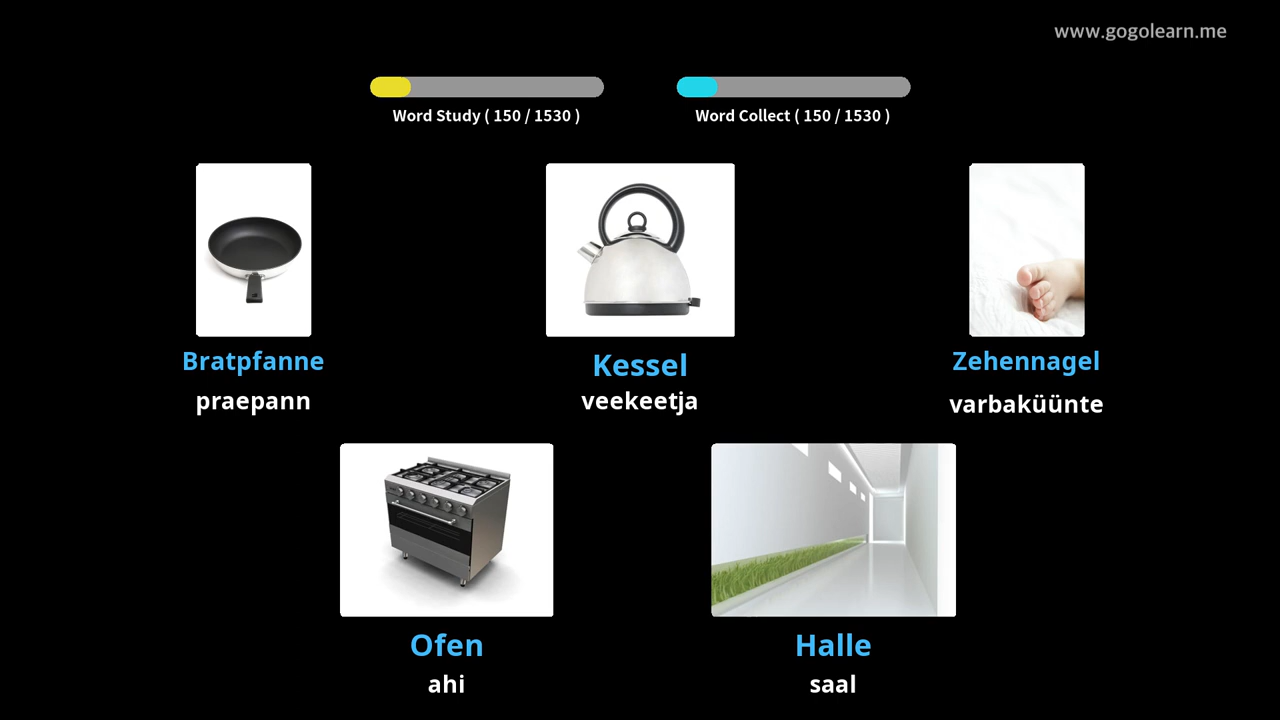 www.gogolearn.me
Word Study ( 150 / 1530 )
Word Collect ( 150 / 1530 )
Bratpfanne
praepann
Kessel
veekeetja
Zehennagel
varbaküünte
Ofen
ahi
Halle
saal